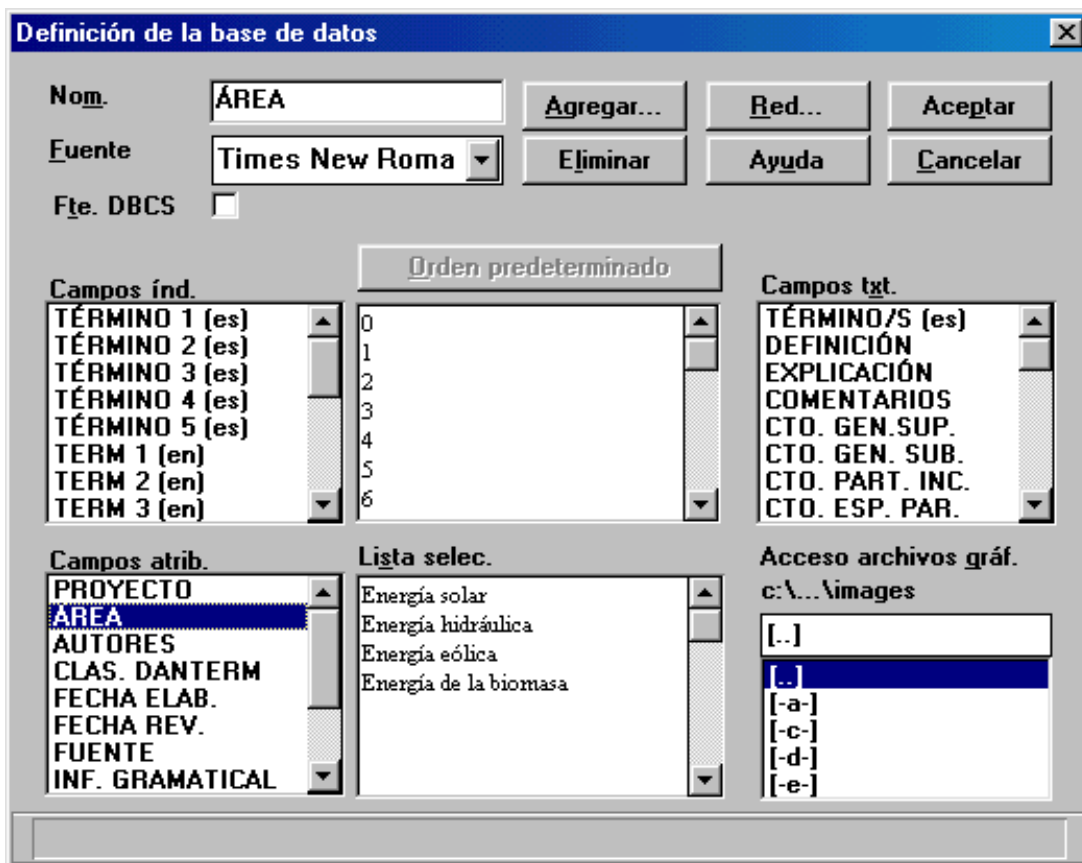 Definición de la base de datos
Nom.
ÁREA
Agregar...
Red...
Aceptar
Fuente
Times New Roma
Eliminar
Ayuda
Cancelar
Fte. DBCS
Orden predeterminado
Campos índ.
TÉRMINO 1 (es)
TÉRMINO 2 (es)
TÉRMINO 3 (es)
TÉRMINO 4 (es)
TÉRMINO 5 (es)
TERM 1 (en)
TERM 2 (en)
TERM 3 (en)
0
1
2
3
4
5
6
Campos txt.
TÉRMINO/S (es)
DEFINICIÓN
EXPLICACIÓN
COMENTARIOS
CTO. GEN.SUP.
CTO. GEN. SUB.
CTO. PART. INC.
CTO. ESP. PAR.
Campos atrib.
PROYECTO
ÁREA
AUTORES
CLAS. DANTERM
FECHA ELAB.
FECHA REV.
FUENTE
INF. GRAMATICAL
Lista selec.
Energía solar
Energía hidráulica
Energía eólica
Energía de la biomasa
Acceso archivos gráf.
c:\...\images
[..]
[..]
[-a-]
[-c-]
[-d-]
[-e-]